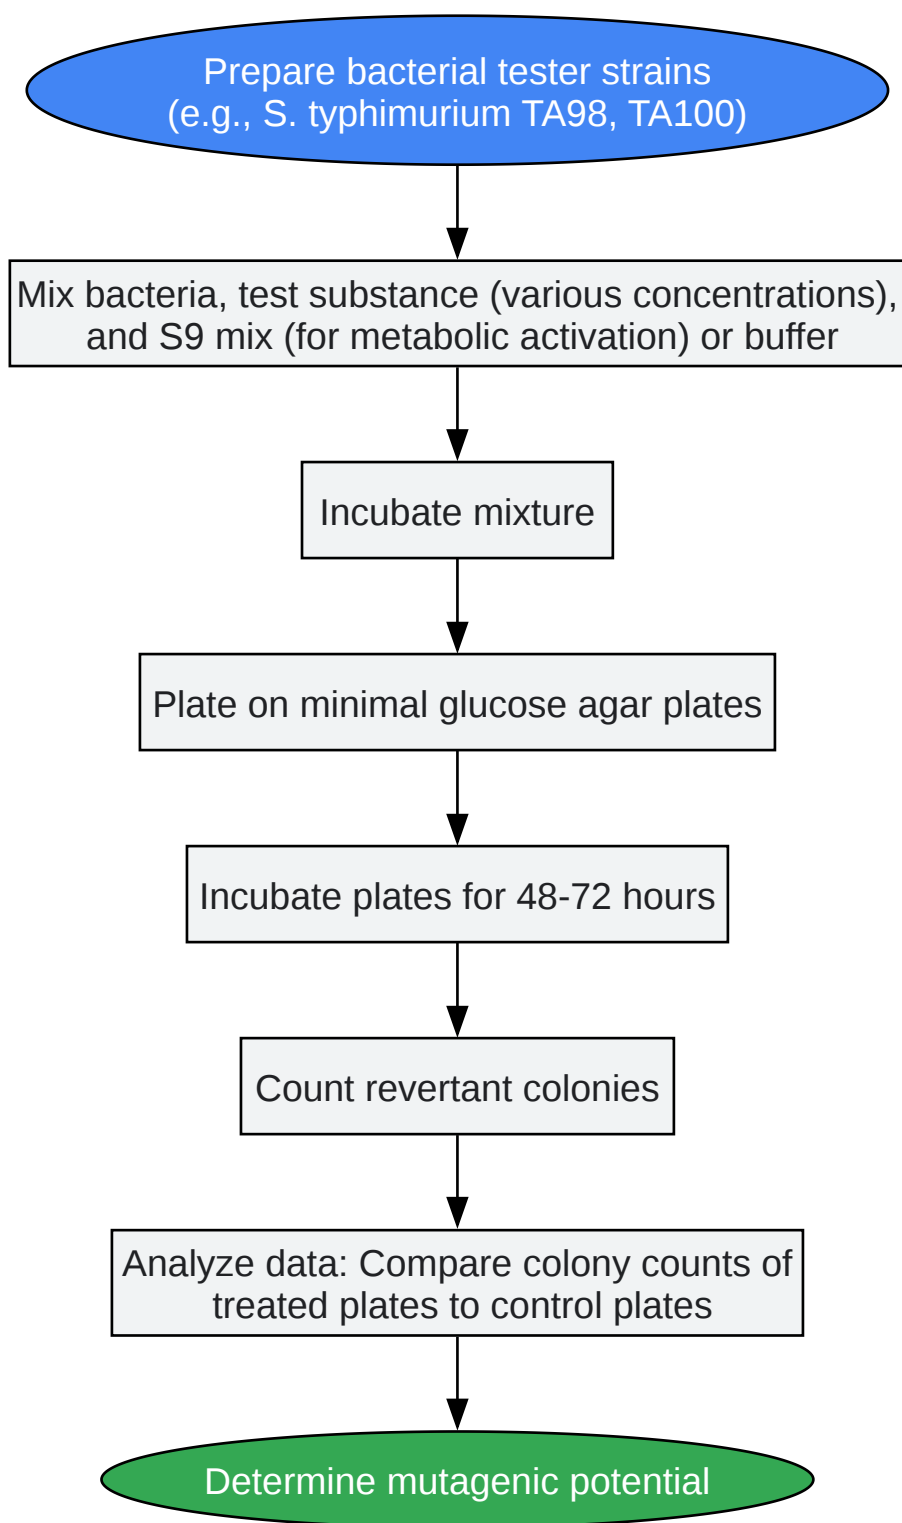 Prepare bacterial tester strains
(e.g., S. typhimurium TA98, TA100)
Mix bacteria, test substance (various concentrations),
and S9 mix (for metabolic activation) or buffer
Incubate mixture
Plate on minimal glucose agar plates
Incubate plates for 48-72 hours
Count revertant colonies
Analyze data: Compare colony counts of
treated plates to control plates
Determine mutagenic potential